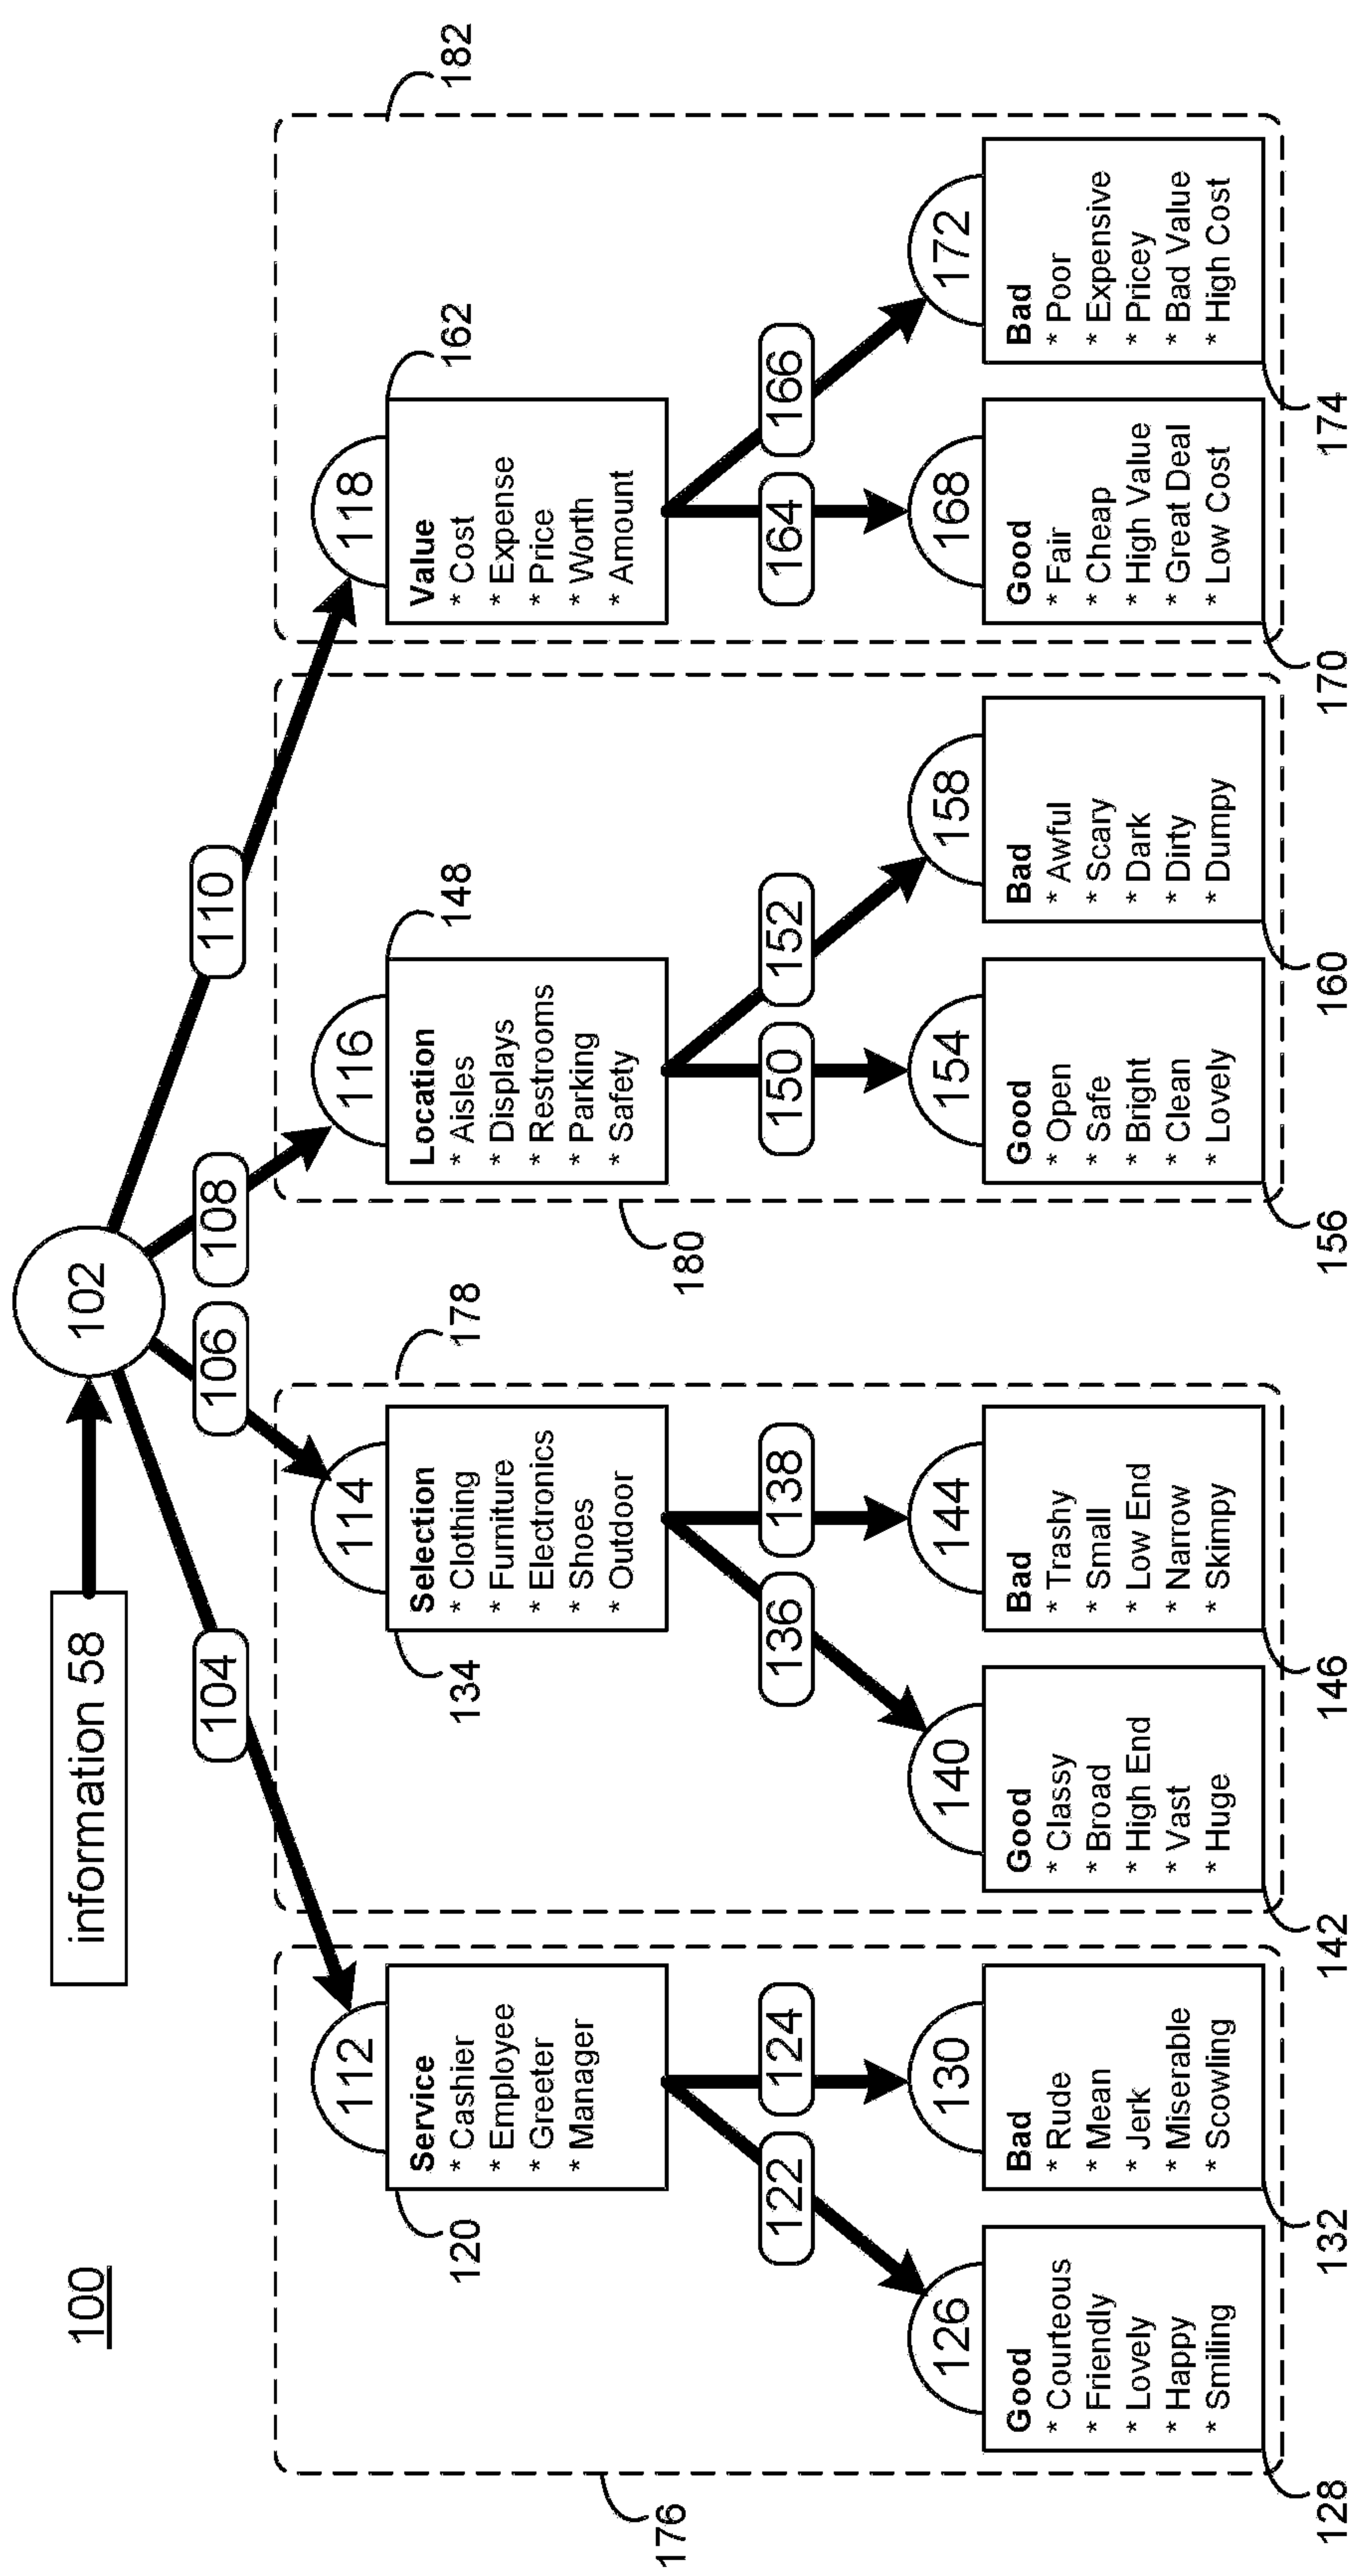 100
information 58
102
104
106
108
110
176
178
180
182
112
120
Service
* Cashier
* Employee
* Greeter
* Manager
122
124
126
Good
* Courteous
* Friendly
* Lovely
* Happy
* Smiling
128
130
Bad
* Rude
* Mean
* Jerk
* Miserable
* Scowling
132
114
134
Selection
* Clothing
* Furniture
* Electronics
* Shoes
* Outdoor
136
138
140
Good
* Classy
* Broad
* High End
* Vast
* Huge
142
144
Bad
* Trashy
* Small
* Low End
* Narrow
* Skimpy
146
116
148
Location
* Aisles
* Displays
* Restrooms
* Parking
* Safety
150
152
154
Good
* Open
* Safe
* Bright
* Clean
* Lovely
156
158
Bad
* Awful
* Scary
* Dark
* Dirty
* Dumpy
160
118
162
Value
* Cost
* Expense
* Price
* Worth
* Amount
164
166
168
Good
* Fair
* Cheap
* High Value
* Great Deal
* Low Cost
170
172
Bad
* Poor
* Expensive
* Pricey
* Bad Value
* High Cost
174